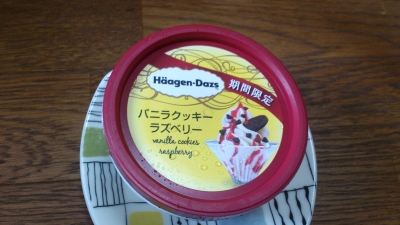 Häagen-Dazs
期間限定
バニラクッキー
ラズベリー
vanilla cookies
raspberry